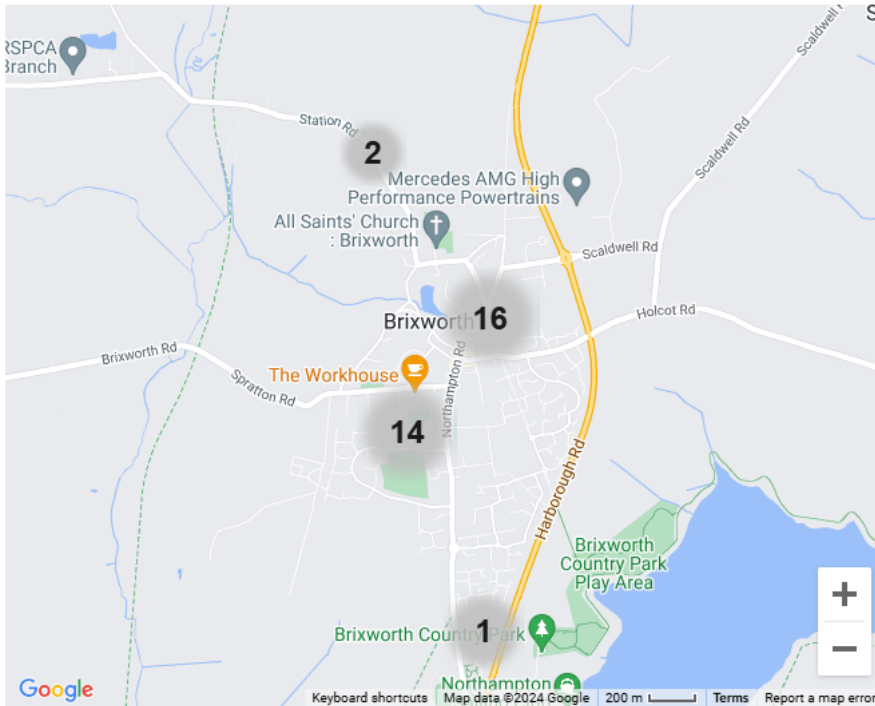 S
RSPCA
Branch
Scaldwell Rd
Station Rd
2
Scaldwell Rd
Mercedes AMG High
Performance Powertrains
All Saints' Church
: Brixworth
Scaldwell Rd
16
Brixworth
Holcot Rd
Brixworth Rd
The Workhouse
Spratton Rd
Northampton Rd
14
Harborough Rd
Brixworth
Country Park
Play Area
+
1
Brixworth Country Park
−
Google
Northampton
Keyboard shortcuts Map data ©2024 Google 200 m Terms Report a map error